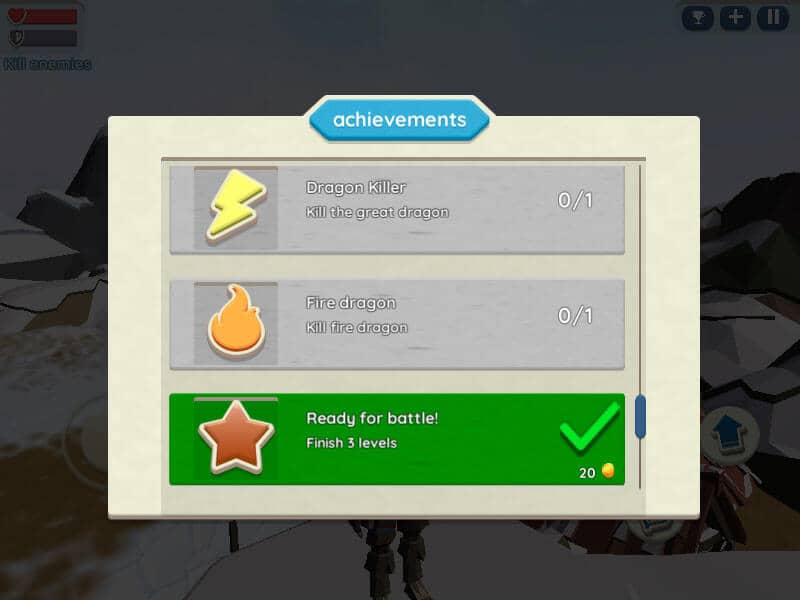 Kill enemies
achievements
Dragon Killer
Kill the great dragon
0/1
Fire dragon
Kill fire dragon
0/1
Ready for battle!
Finish 3 levels
20